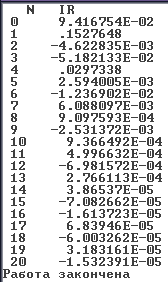 N IR
0 9.416754E-02
1 .1527648
2 -4.622835E-03
3 -5.182133E-02
4 .0297338
5 2.594005E-03
6 -1.236902E-02
7 6.088097E-03
8 9.097593E-04
9 -2.531372E-03
10 9.366492E-04
11 4.996632E-04
12 -6.981572E-04
13 2.766113E-04
14 3.86537E-05
15 -7.082662E-05
16 -1.613723E-05
17 6.83946E-05
18 -6.003262E-05
19 3.183161E-05
20 -1.532391E-05
Работа закончена